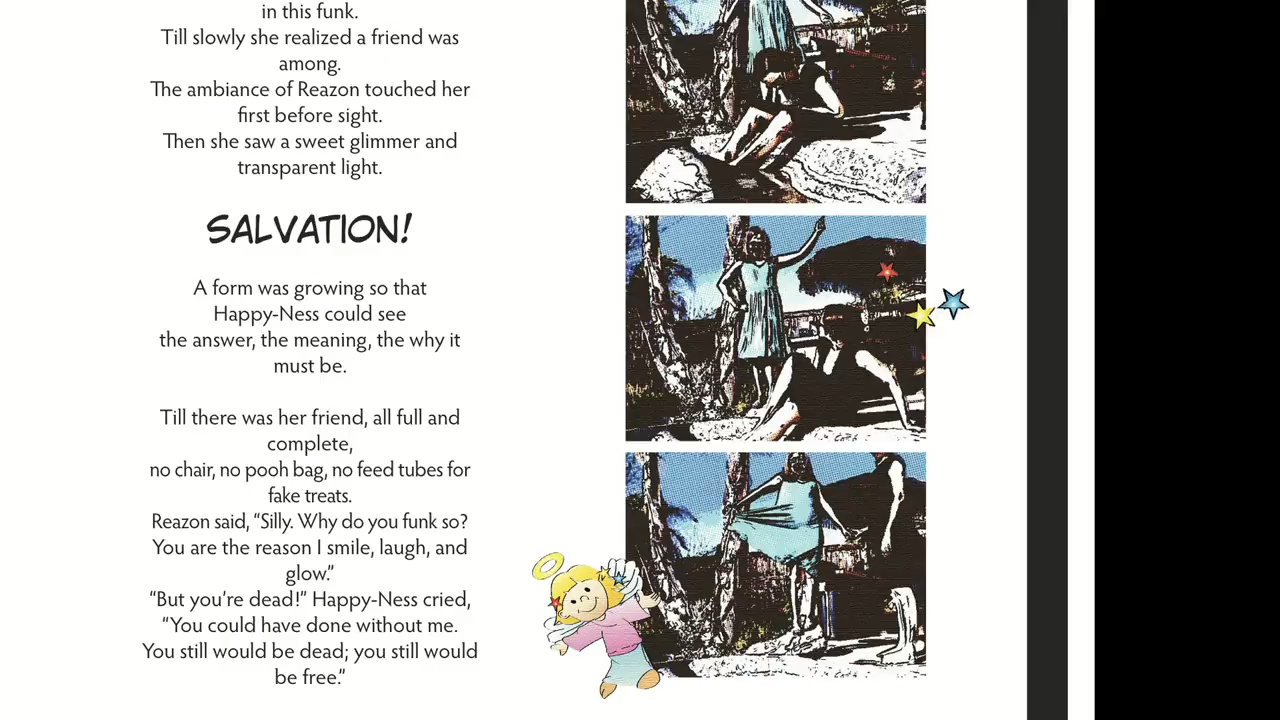 in this funk.
Till slowly she realized a friend was
among.
The ambiance of Reazon touched her
first before sight.
Then she saw a sweet glimmer and
transparent light.
SALVATION!
A form was growing so that
Happy-Ness could see
the answer, the meaning, the why it
must be.
Till there was her friend, all full and
complete,
no chair, no pooh bag, no feed tubes for
fake treats.
Reazon said, “Silly. Why do you funk so?
You are the reason I smile, laugh, and
glow.”
“But you’re dead!” Happy-Ness cried,
“You could have done without me.
You still would be dead; you still would
be free.”